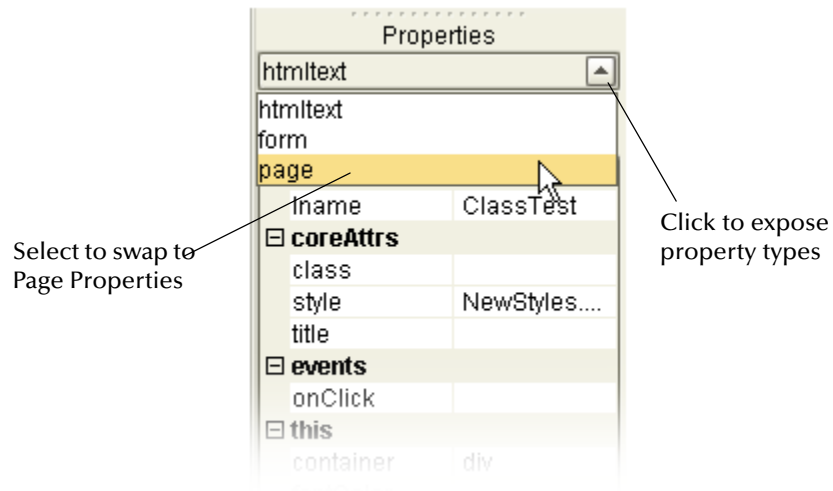 Properties
htmltext
htmltext
form
page
lname ClassTest
coreAttrs
class
style NewStyles....
title
events
onClick
this
container div
Click to expose
property types
Select to swap to
Page Properties